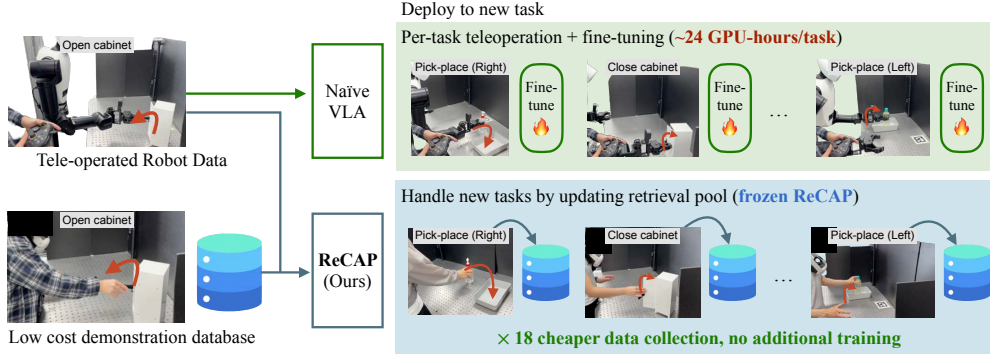 Deploy to new task
Open cabinet
Tele-operated Robot Data
Naïve
VLA
Per-task teleoperation + fine-tuning (~24 GPU-hours/task)
Pick-place (Right)
Fine-
tune
Close cabinet
Fine-
tune
...
Pick-place (Left)
Fine-
tune
Open cabinet
Low cost demonstration database
ReCAP
(Ours)
Handle new tasks by updating retrieval pool (frozen ReCAP)
Pick-place (Right)
Close cabinet
...
Pick-place (Left)
× 18 cheaper data collection, no additional training